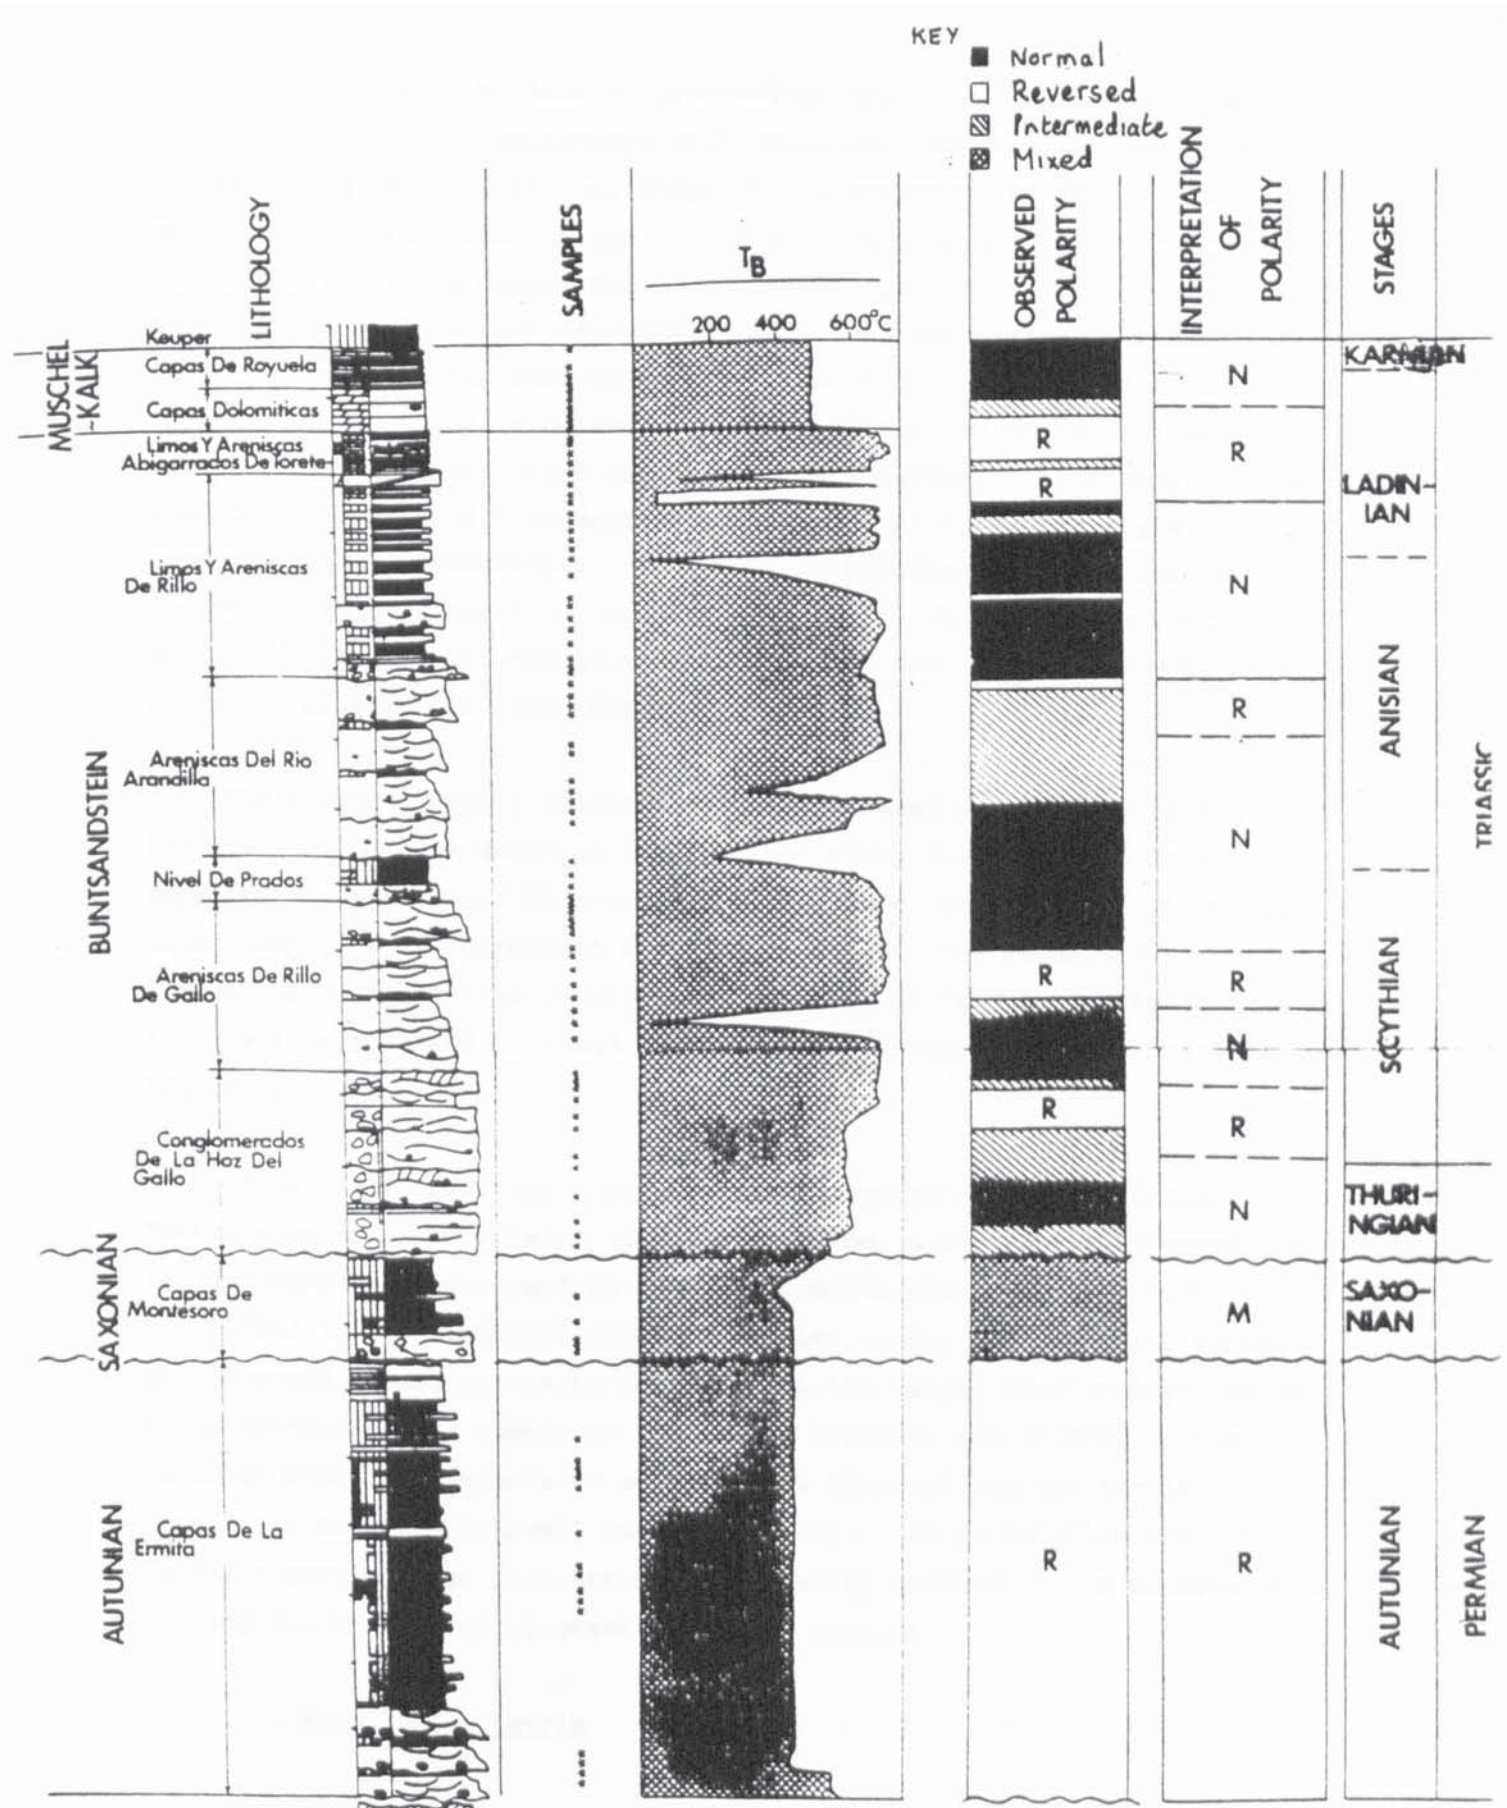 KEY
Normal
Reversed
Intermediate
Mixed
LITHOLOGY
SAMPLES
TB
200 400 600°C
OBSERVED
POLARITY
INTERPRETATION
OF
POLARITY
STAGES
MUSCHEL
-KALK
Keuper
Capas De Royuela
Capas Dolomiticas
Limos Y Areniscas
Abigarrados De Torete
Limos Y Areniscas
De Rillo
BUNTSANDSTEIN
Areniscas Del Rio
Arandilla
Nivel De Prados
Areniscas De Rillo
De Gallo
Conglomerados
De La Hoz Del
Gallo
SAXONIAN
Capas De
Montesoro
AUTUNIAN
Capas De La
Ermita
R
R
R
R
R
N
R
N
R
N
R
N
R
N
M
R
LADIN-
IAN
ANISIAN
SCYTHIAN
THURI-
NGIAN
SAXO-
NIAN
AUTUNIAN
TRIASSIC
PERMIAN